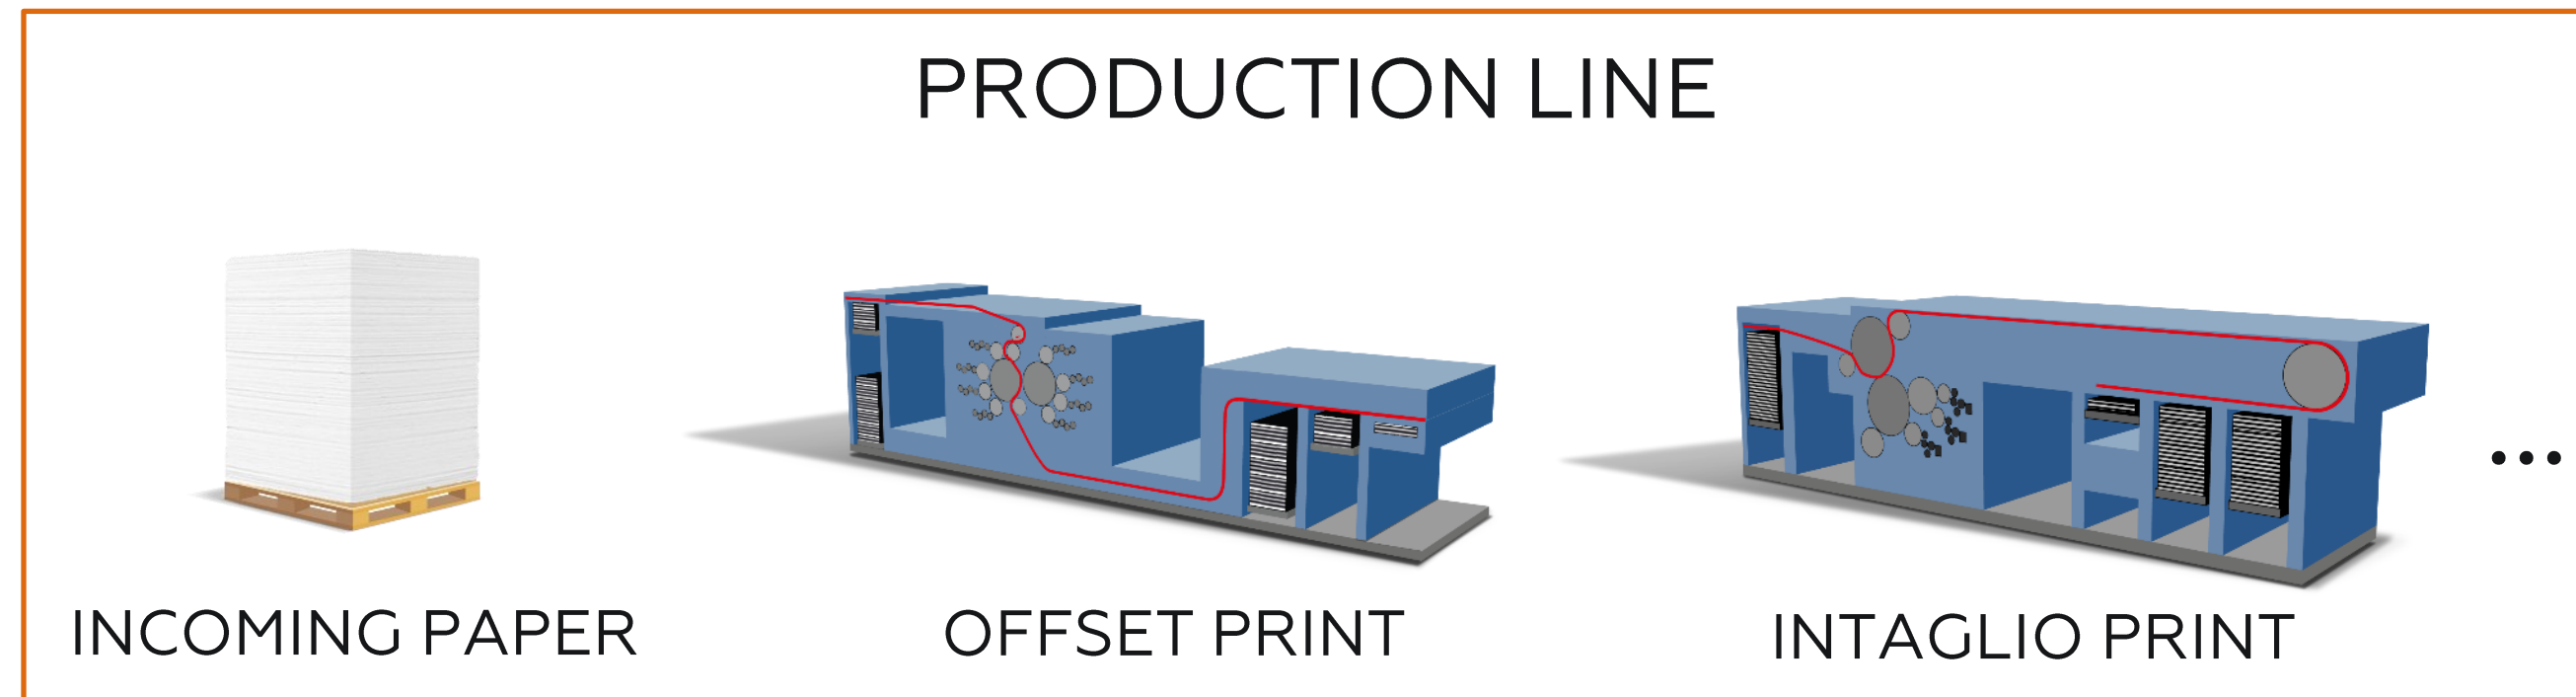 PRODUCTION LINE
...
INCOMING PAPER
OFFSET PRINT
INTAGLIO PRINT